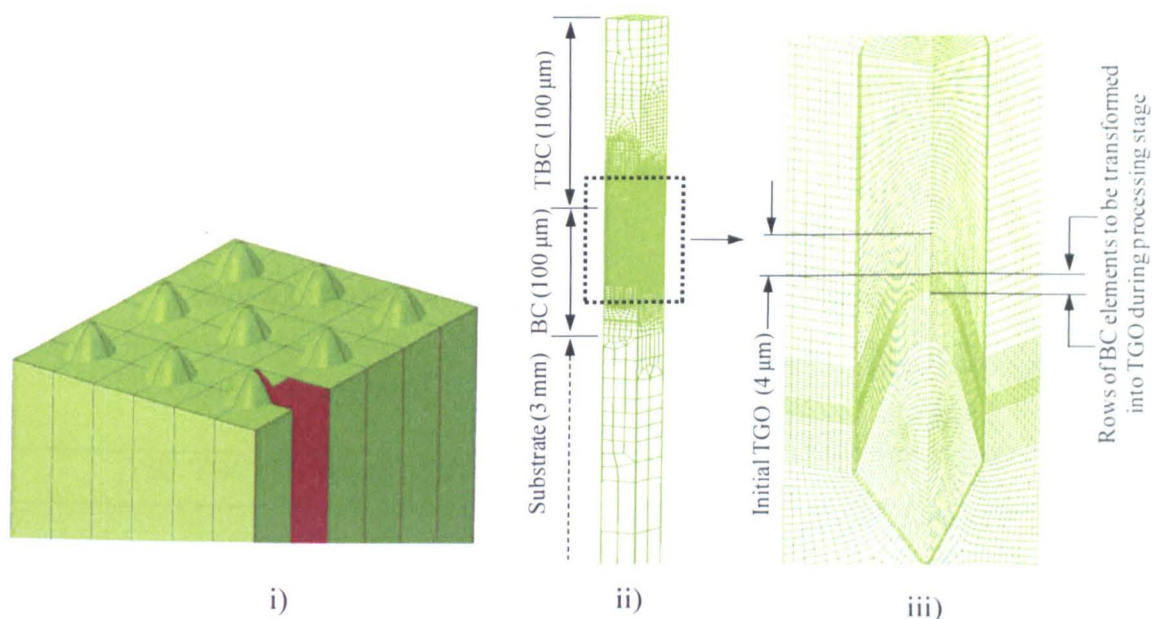 TBC (100 μm)
BC (100 μm)
Substrate (3 mm)
Initial TGO (4 μm)
Rows of BC elements to be transformed
into TGO during processing stage
i)
ii)
iii)